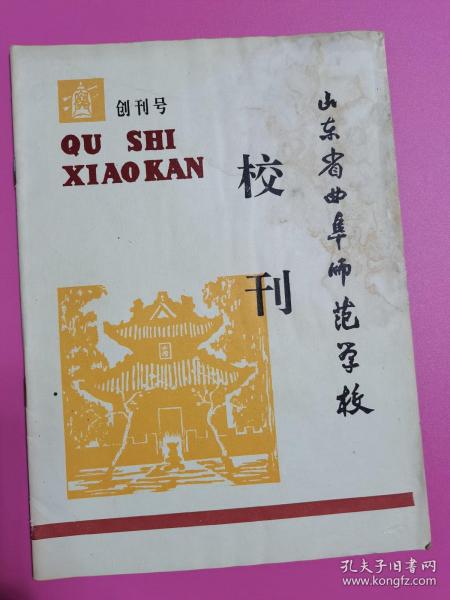 创刊号
QU SHI
XIAO KAN
校刊
山东省曲阜师范学校
孔夫子旧书网
www.kongfz.com